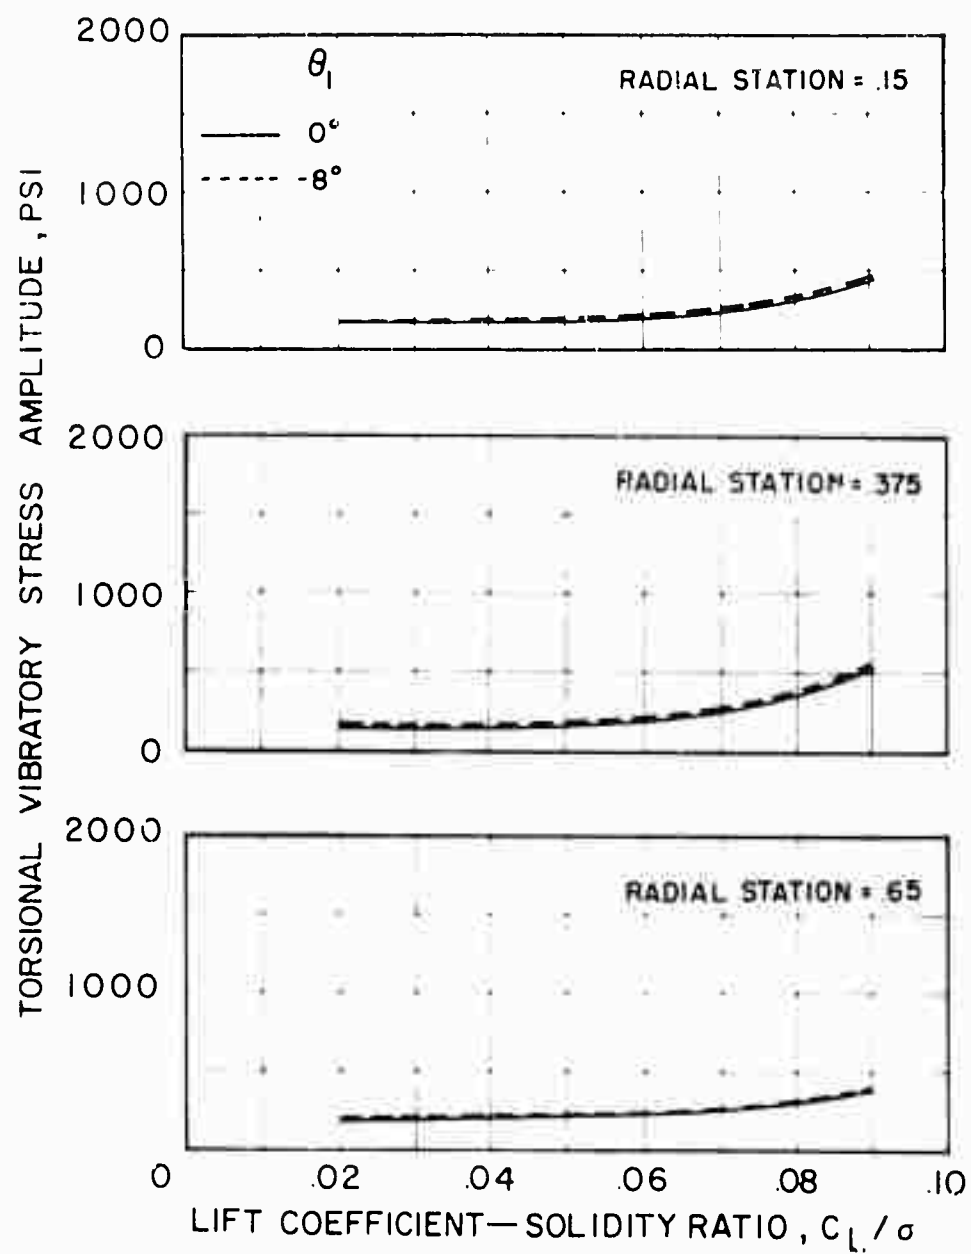 TORSIONAL VIBRATORY STRESS AMPLITUDE, PSI
2000
θ₁
RADIAL STATION = .15
0°
1000
-8°
0
2000
RADIAL STATION = .375
1000
0
2000
RADIAL STATION = .65
1000
0 .02 .04 .06 .08 .10
LIFT COEFFICIENT—SOLIDITY RATIO, C_L/σ